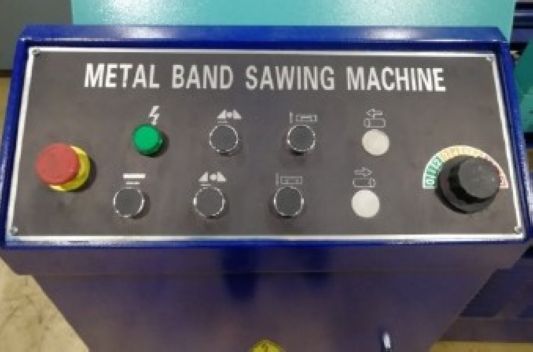 METAL BAND SAWING MACHINE